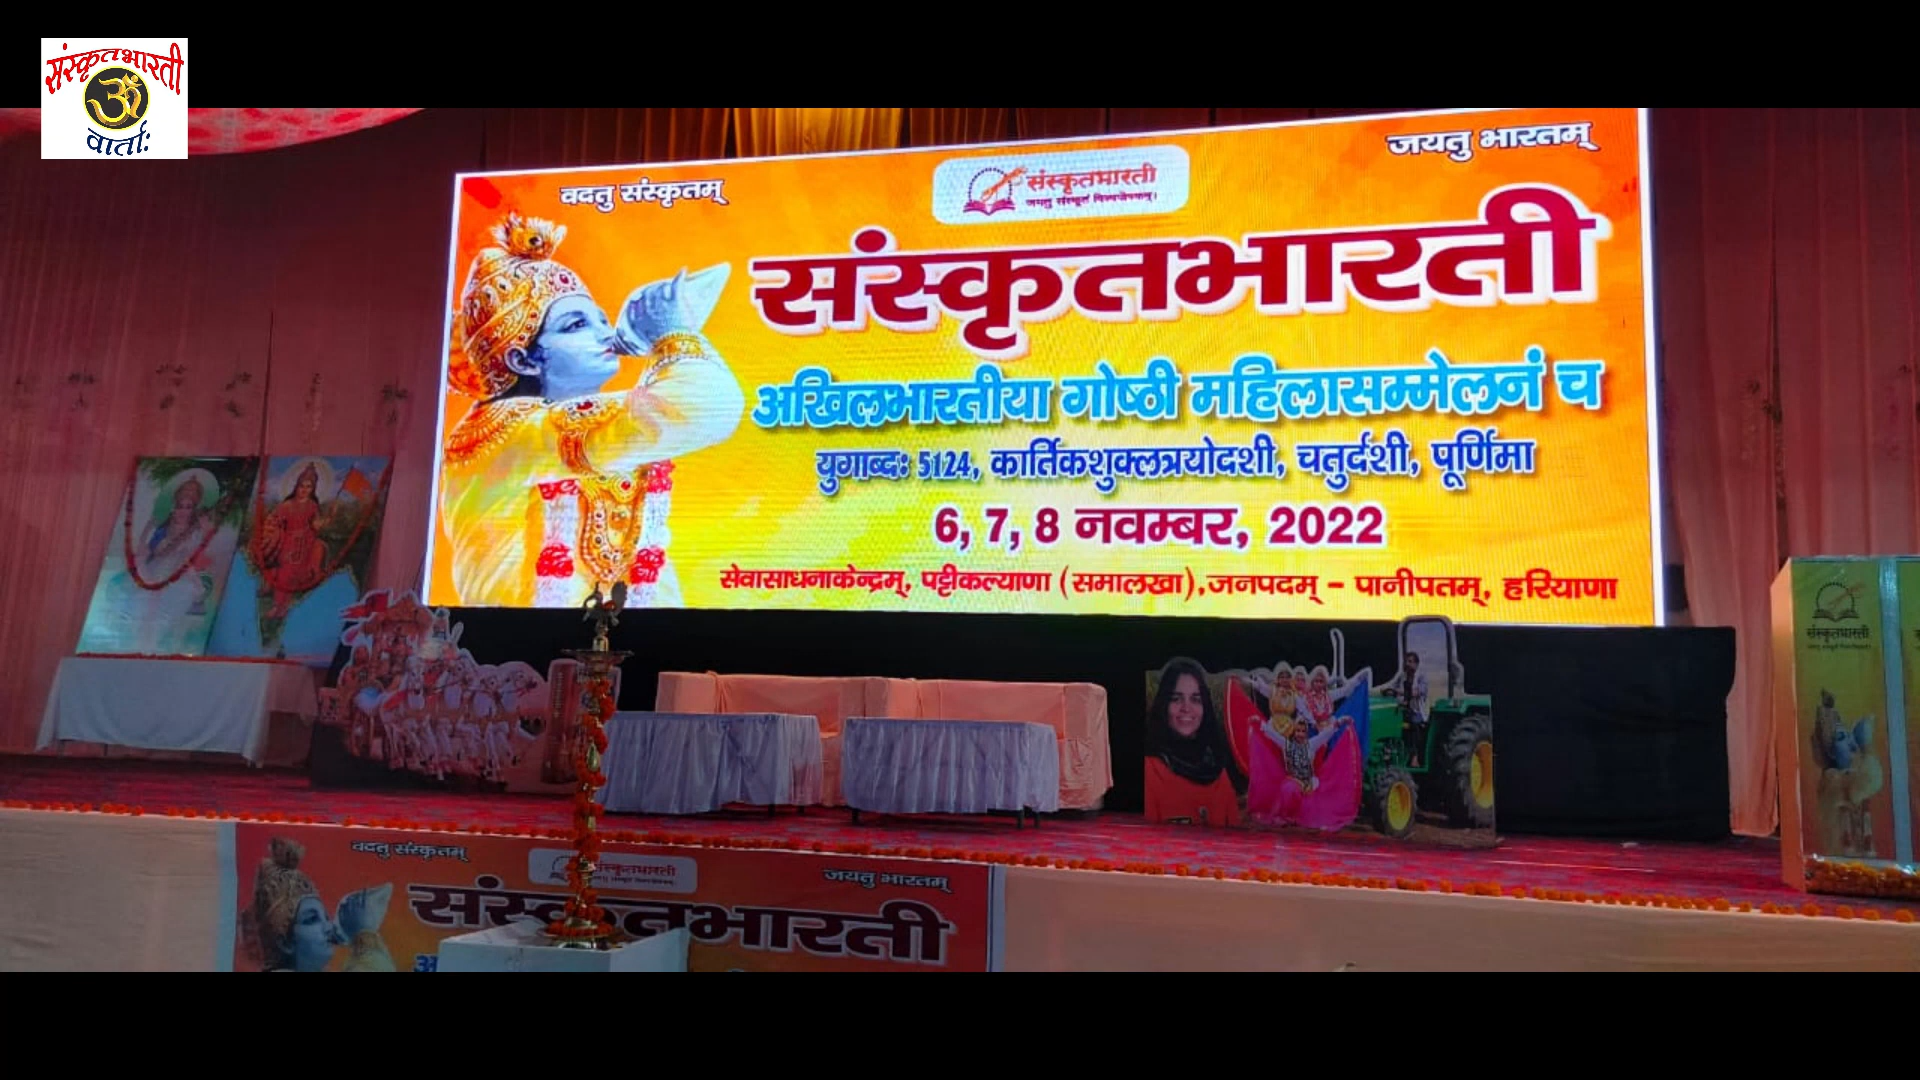 संस्कृतभारती
ॐ
वार्ताः
वदतु संस्कृतम्
संस्कृतभारती
जयतु भारतम्
संस्कृतभारती
अखिलभारतीया गोष्ठी महिलासम्मेलनं च
युगाब्दः 5124, कार्तिकशुक्लत्रयोदशी, चतुर्दशी, पूर्णिमा
6, 7, 8 नवम्बर, 2022
सेवासाधनाकेन्द्रम्, पट्टीकल्याणा (समालखा),जनपदम् - पानीपतम्, हरियाणा
संस्कृतभारती
वदतु संस्कृतम्
संस्कृतभारती
जयतु भारतम्
संस्कृतभारती